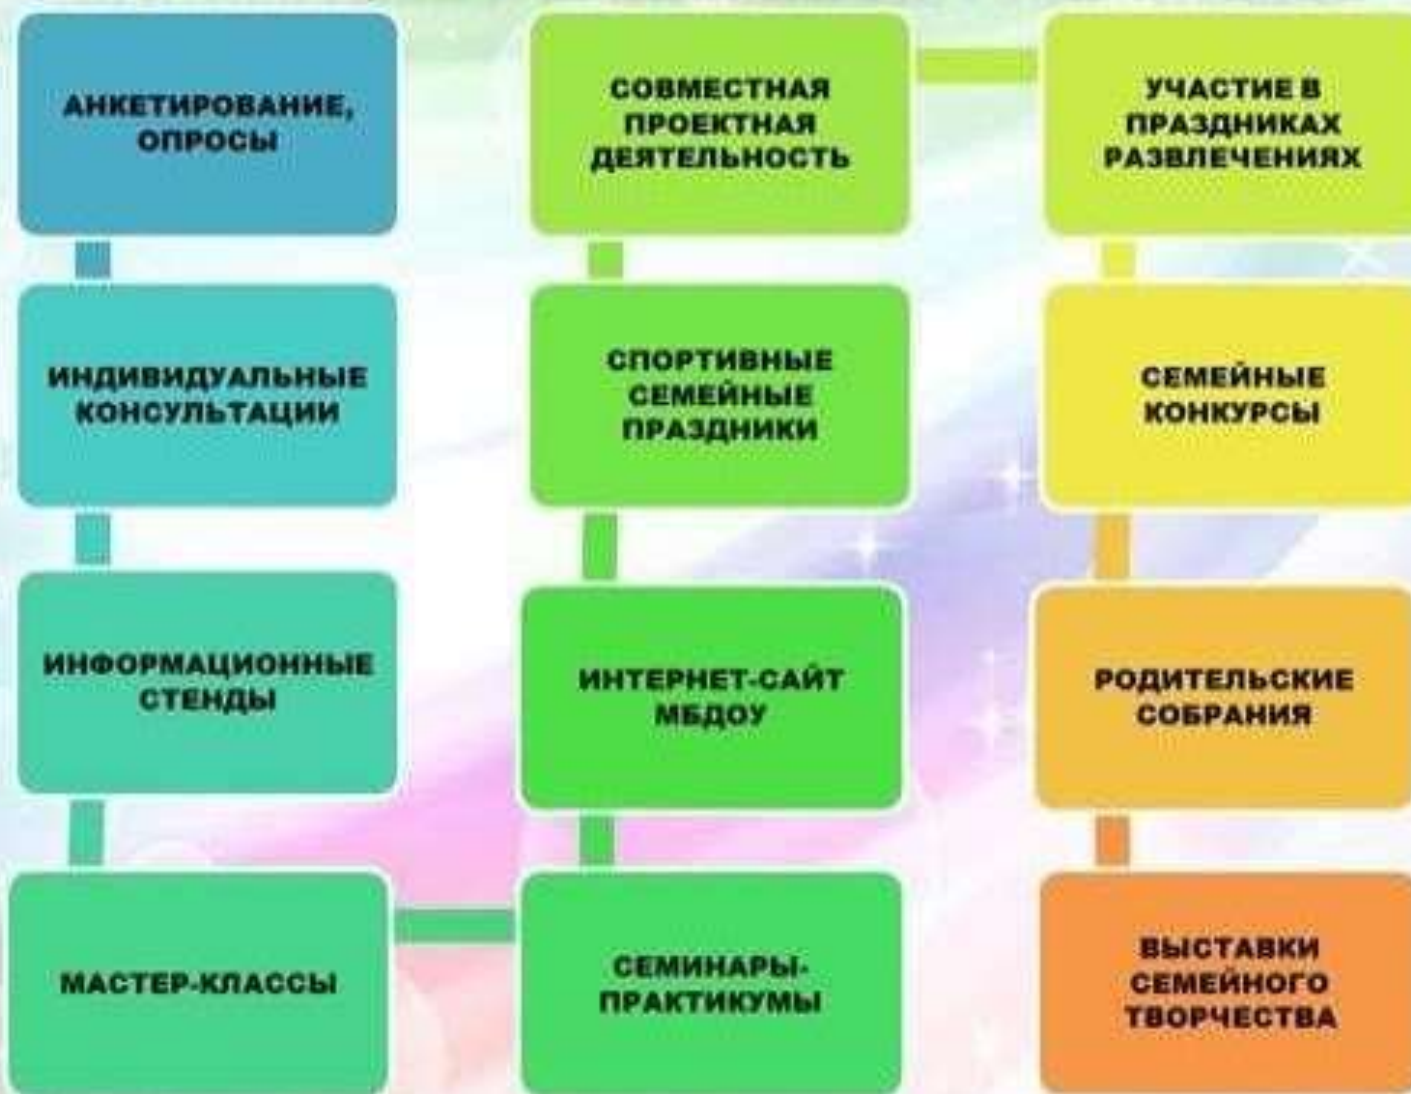 АНКЕТИРОВАНИЕ,
ОПРОСЫ
ИНДИВИДУАЛЬНЫЕ
КОНСУЛЬТАЦИИ
ИНФОРМАЦИОННЫЕ
СТЕНДЫ
МАСТЕР-КЛАССЫ
СЕМИНАРЫ-
ПРАКТИКУМЫ
ИНТЕРНЕТ-САЙТ
МБДОУ
СПОРТИВНЫЕ
СЕМЕЙНЫЕ
ПРАЗДНИКИ
СОВМЕСТНАЯ
ПРОЕКТНАЯ
ДЕЯТЕЛЬНОСТЬ
УЧАСТИЕ В
ПРАЗДНИКАХ
РАЗВЛЕЧЕНИЯХ
СЕМЕЙНЫЕ
КОНКУРСЫ
РОДИТЕЛЬСКИЕ
СОБРАНИЯ
ВЫСТАВКИ
СЕМЕЙНОГО
ТВОРЧЕСТВА